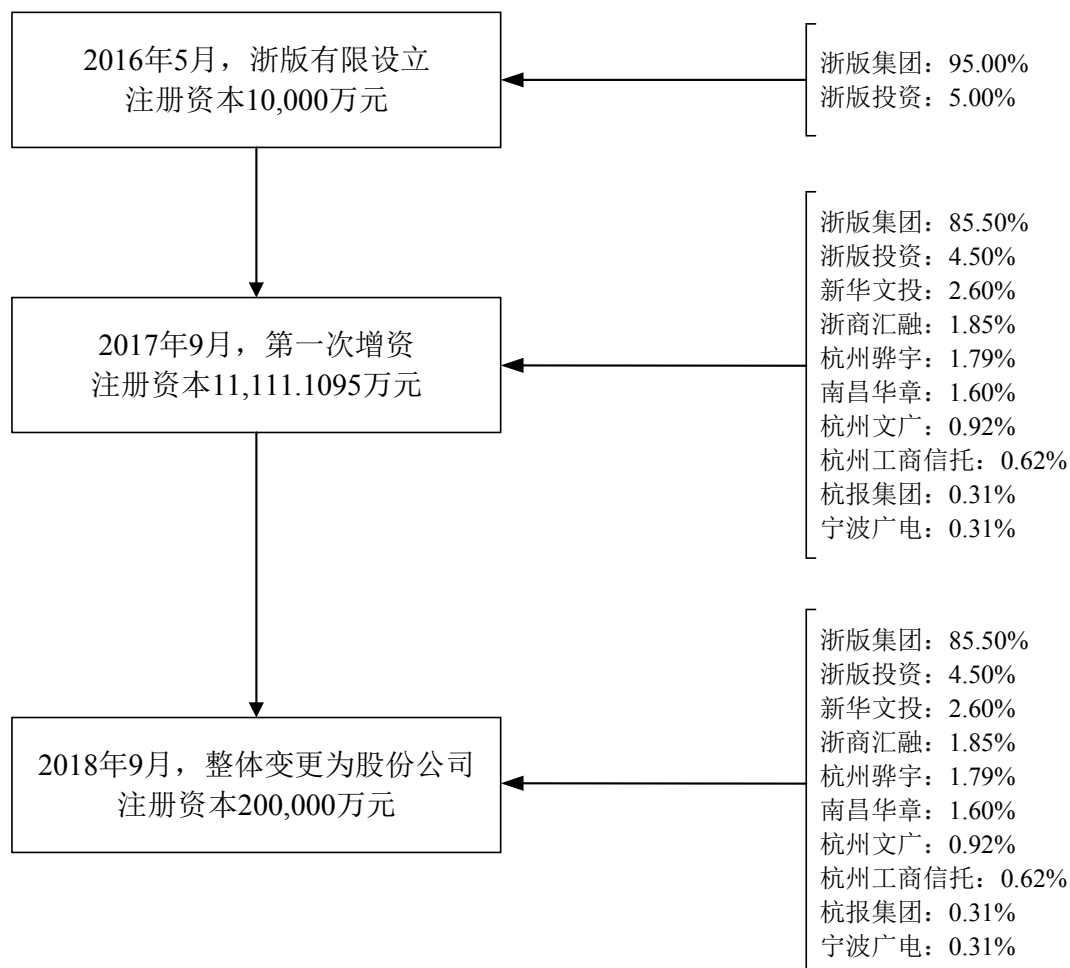 2016年5月，浙版有限设立
注册资本10,000万元
浙版集团：95.00%
浙版投资：5.00%
2017年9月，第一次增资
注册资本11,111.1095万元
浙版集团：85.50%
浙版投资：4.50%
新华文投：2.60%
浙商汇融：1.85%
杭州骅宇：1.79%
南昌华章：1.60%
杭州文广：0.92%
杭州工商信托：0.62%
杭报集团：0.31%
宁波广电：0.31%
2018年9月，整体变更为股份公司
注册资本200,000万元
浙版集团：85.50%
浙版投资：4.50%
新华文投：2.60%
浙商汇融：1.85%
杭州骅宇：1.79%
南昌华章：1.60%
杭州文广：0.92%
杭州工商信托：0.62%
杭报集团：0.31%
宁波广电：0.31%